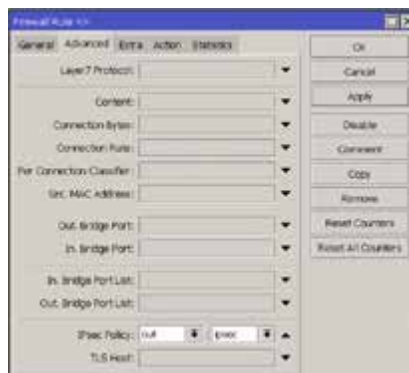 Firewall Rule <>
General Advanced Extra Action Statistics
Layer7 Protocol:
Content:
Connection Bytes:
Connection Rate:
Per Connection Classifier:
Src. MAC Address:
Out. Bridge Port:
In. Bridge Port:
In. Bridge Port List:
Out. Bridge Port List:
IPsec Policy: out ipsec
TLS Host:
OK
Cancel
Apply
Disable
Comment
Copy
Remove
Reset Counters
Reset All Counters